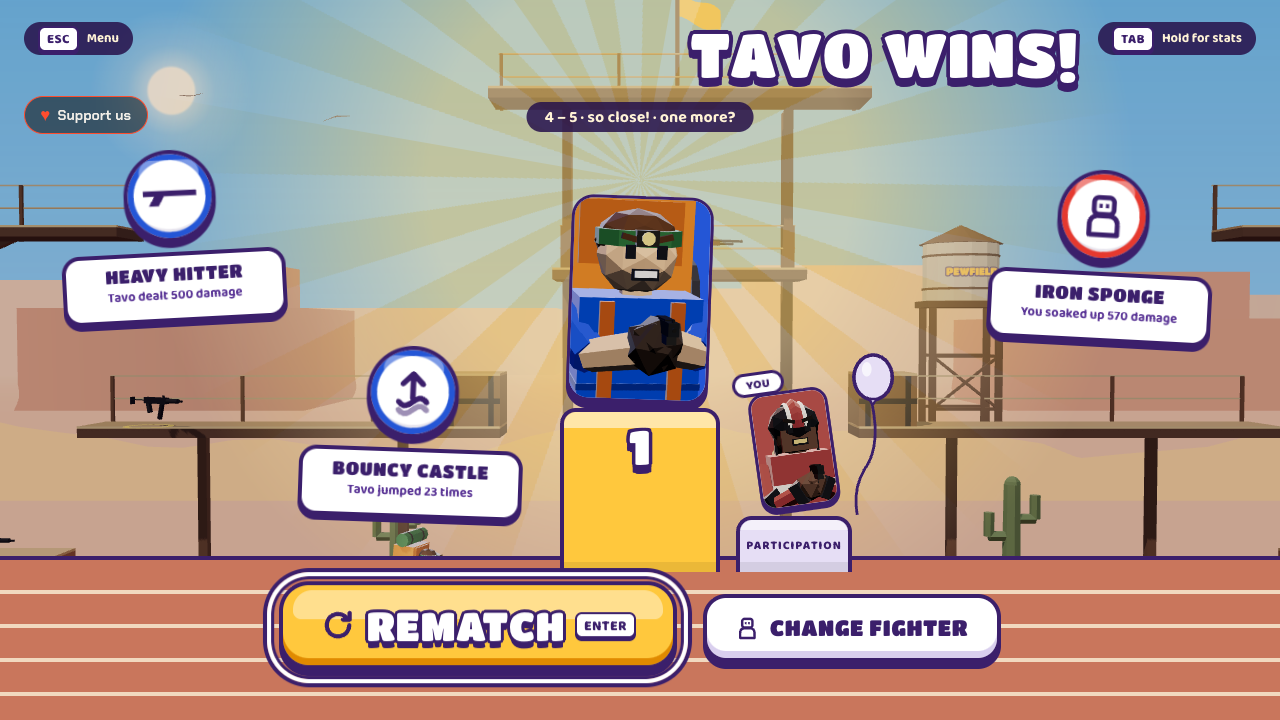 ESC Menu
TAVO WINS!
TAB Hold for stats
Support us
4 – 5 · so close! · one more?
HEAVY HITTER
Tavo dealt 500 damage
PEWFIELD
IRON SPONGE
You soaked up 570 damage
YOU
1
BOUNCY CASTLE
Tavo jumped 23 times
PARTICIPATION
REMATCH ENTER
CHANGE FIGHTER